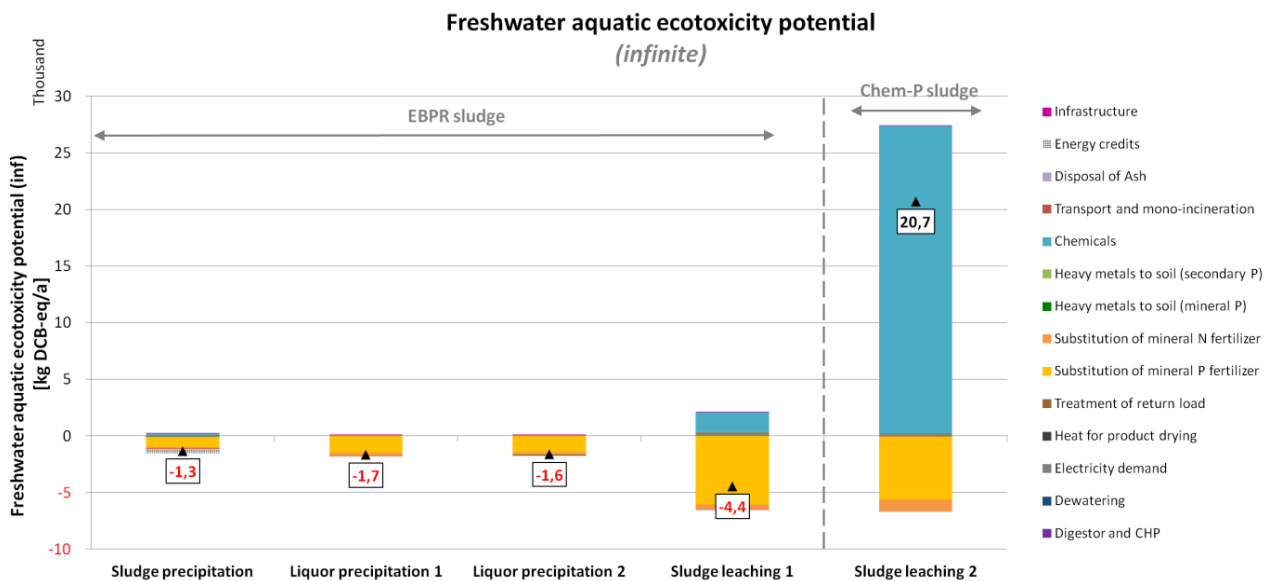 Freshwater aquatic ecotoxicity potential
(infinite)
Thousand
Freshwater aquatic ecotoxicity potential (inf)
[kg DCB-eq/a]
30
25
20
15
10
5
0
-5
-10
EBPR sludge
Chem-P sludge
-1,3
-1,7
-1,6
-4,4
20,7
Sludge precipitation
Liquor precipitation 1
Liquor precipitation 2
Sludge leaching 1
Sludge leaching 2
Infrastructure
Energy credits
Disposal of Ash
Transport and mono-incineration
Chemicals
Heavy metals to soil (secondary P)
Heavy metals to soil (mineral P)
Substitution of mineral N fertilizer
Substitution of mineral P fertilizer
Treatment of return load
Heat for product drying
Electricity demand
Dewatering
Digestor and CHP